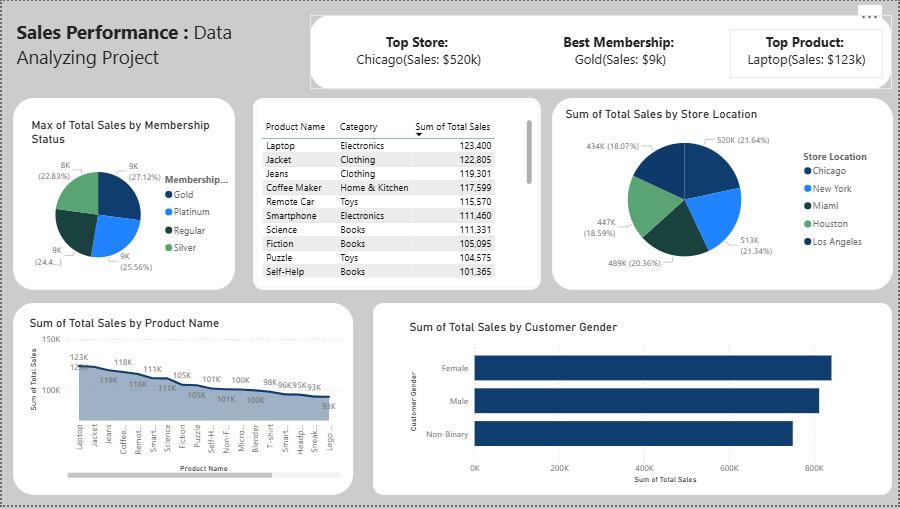 Sales Performance : Data
Analyzing Project
...
Top Store:
Chicago(Sales: $520k)
Best Membership:
Gold(Sales: $9k)
Top Product:
Laptop(Sales: $123k)
Max of Total Sales by Membership
Status
8K
(22.83%)
9K
(27.12%)
9K
(24.4...)
9K
(25.56%)
Membership...
Gold
Platinum
Regular
Silver
Product Name Category Sum of Total Sales
Laptop Electronics 123,400
Jacket Clothing 122,805
Jeans Clothing 119,301
Coffee Maker Home & Kitchen 117,599
Remote Car Toys 115,570
Smartphone Electronics 111,460
Science Books 111,331
Fiction Books 105,095
Puzzle Toys 104,575
Self-Help Books 101,365
Sum of Total Sales by Store Location
434K (18.07%)
520K (21.64%)
447K
(18.59%)
489K (20.36%)
513K
(21.34%)
Store Location
Chicago
New York
Miami
Houston
Los Angeles
Sum of Total Sales by Product Name
Sum of Total Sales
150K
100K
123K
119K
118K
116K
111K
111K
105K
105K
101K
101K
100K
100K
98K
96K
95K
93K
93K
Laptop
Jacket
Jeans
Coffee...
Remot...
Smart...
Science
Fiction
Puzzle
Self-H...
Non-F...
Micro...
Blender
T-shirt
Smart...
Headp...
Sneak...
Lego ...
Product Name
Sum of Total Sales by Customer Gender
Customer Gender
Female
Male
Non-Binary
0K 200K 400K 600K 800K
Sum of Total Sales